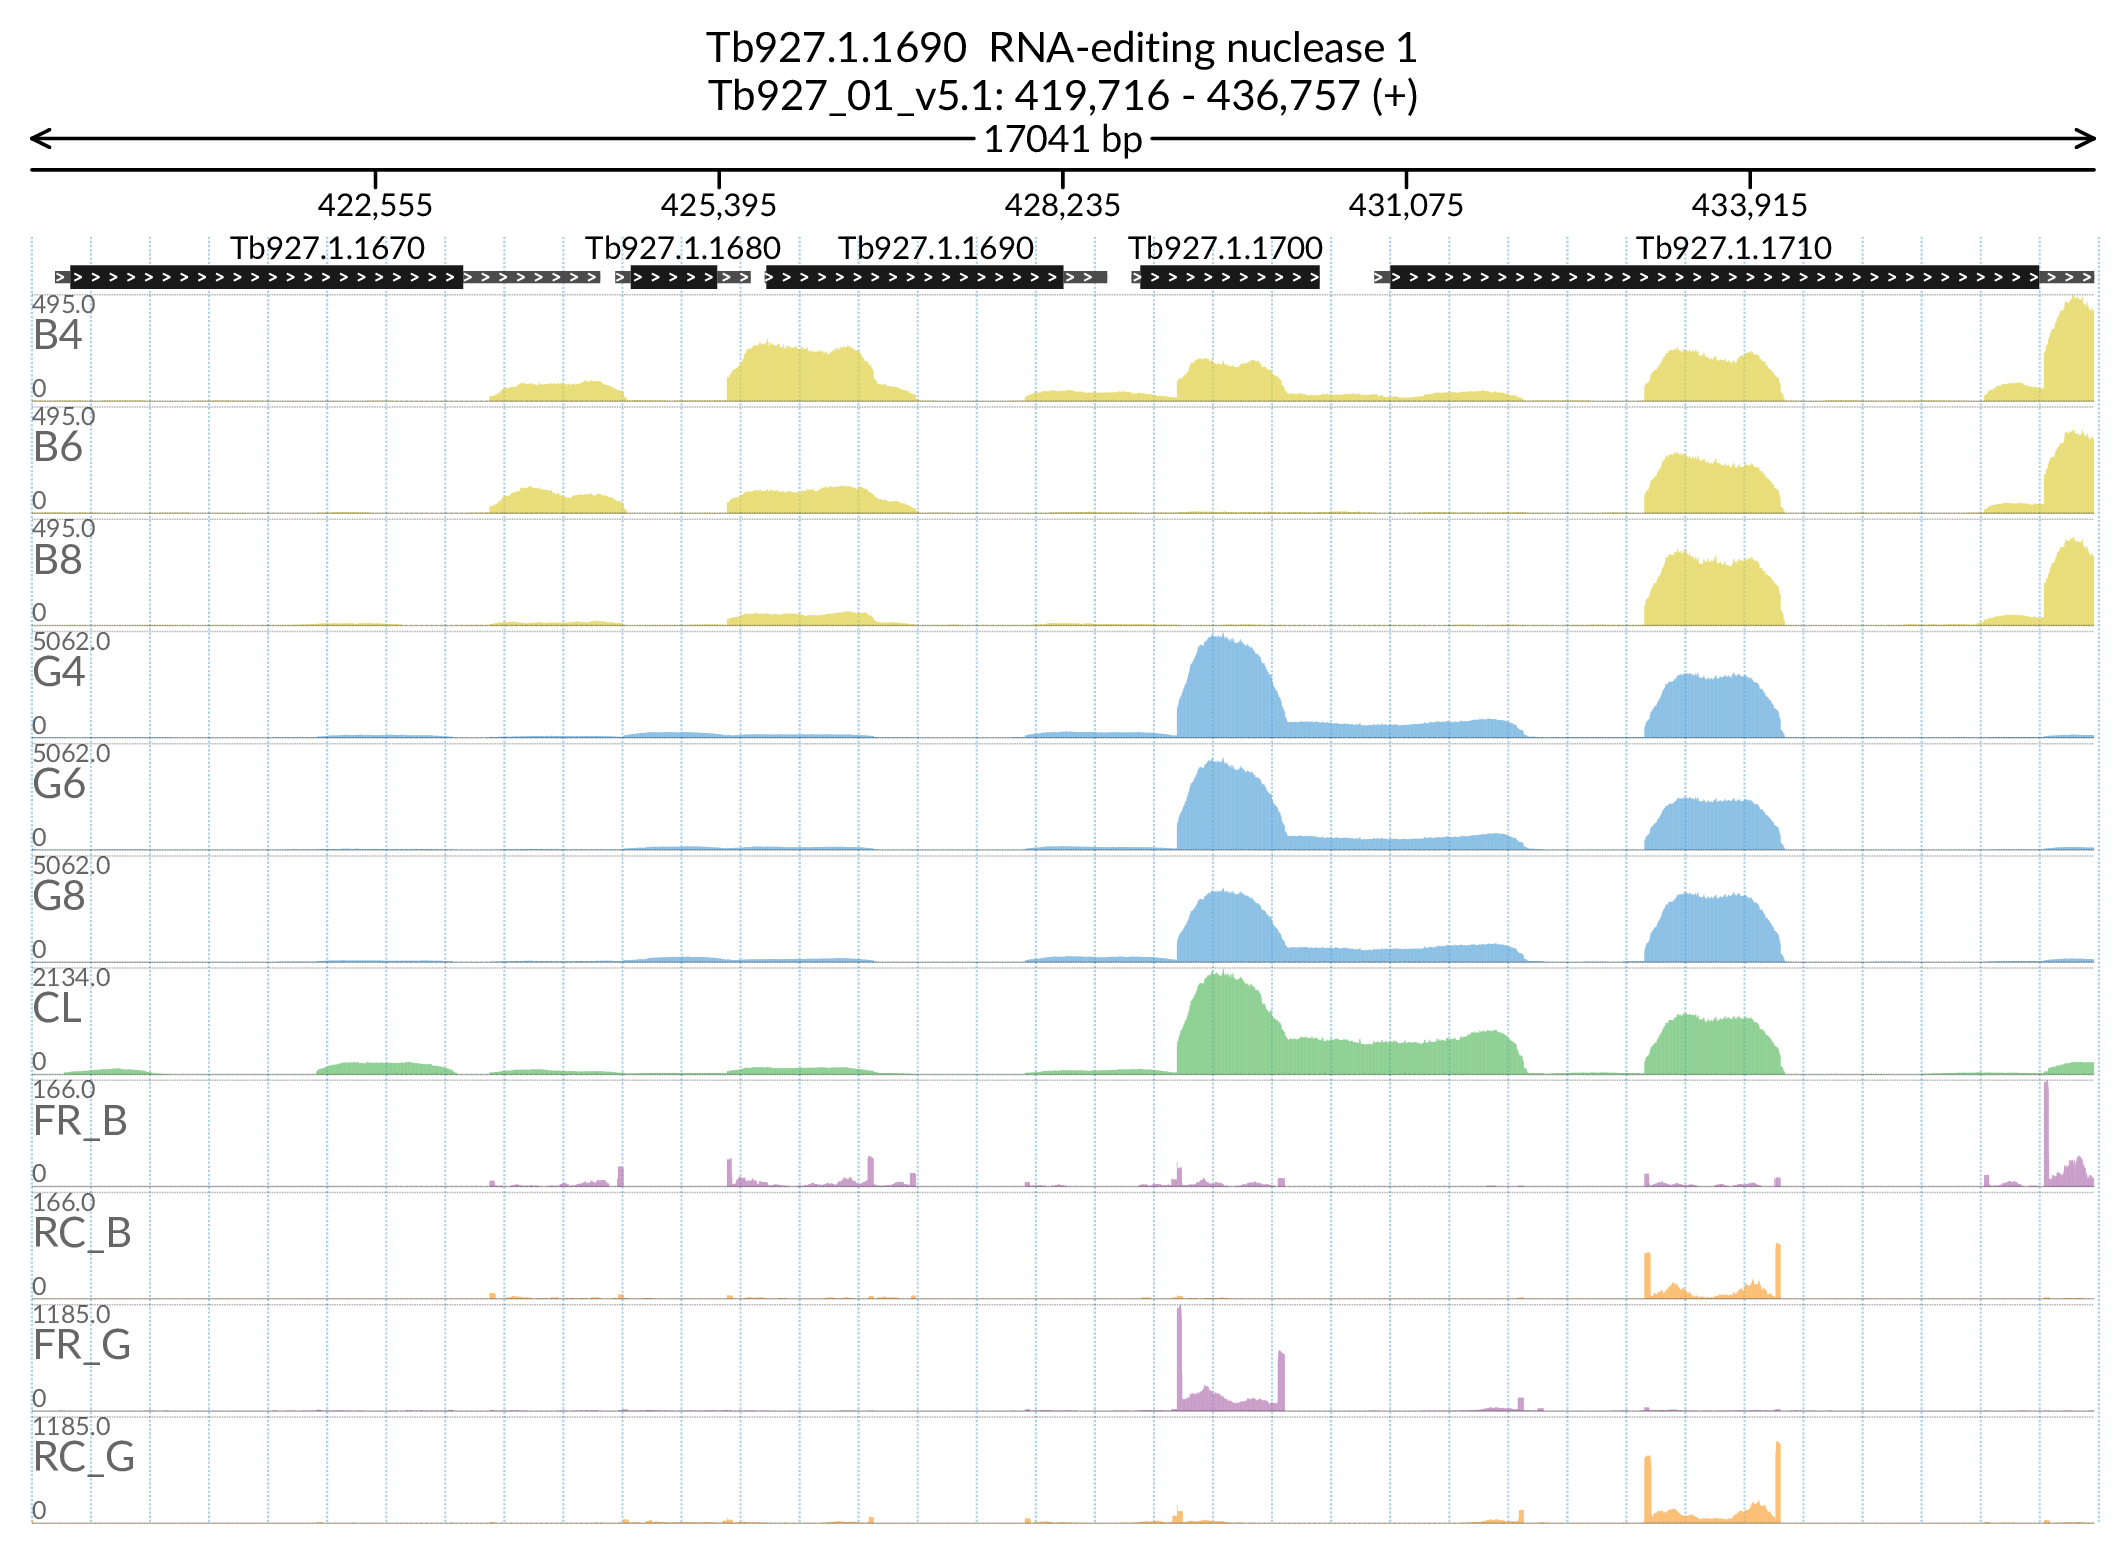 Tb927.1.1690 RNA-editing nuclease 1
Tb927_01_v5.1: 419,716 - 436,757 (+)
17041 bp
422,555 425,395 428,235 431,075 433,915
Tb927.1.1670 Tb927.1.1680 Tb927.1.1690 Tb927.1.1700 Tb927.1.1710
495.0
B4
0
495.0
B6
0
495.0
B8
0
5062.0
G4
0
5062.0
G6
0
5062.0
G8
0
2134.0
CL
0
166.0
FR_B
0
166.0
RC_B
0
1185.0
FR_G
0
1185.0
RC_G
0